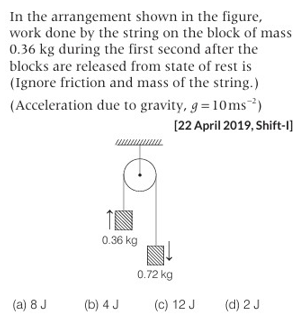 In the arrangement shown in the figure,
work done by the string on the block of mass
0.36 kg during the first second after the
blocks are released from state of rest is
(Ignore friction and mass of the string.)
(Acceleration due to gravity, g = 10 ms⁻²)
[22 April 2019, Shift-I]
0.36 kg
0.72 kg
(a) 8 J (b) 4 J (c) 12 J (d) 2 J